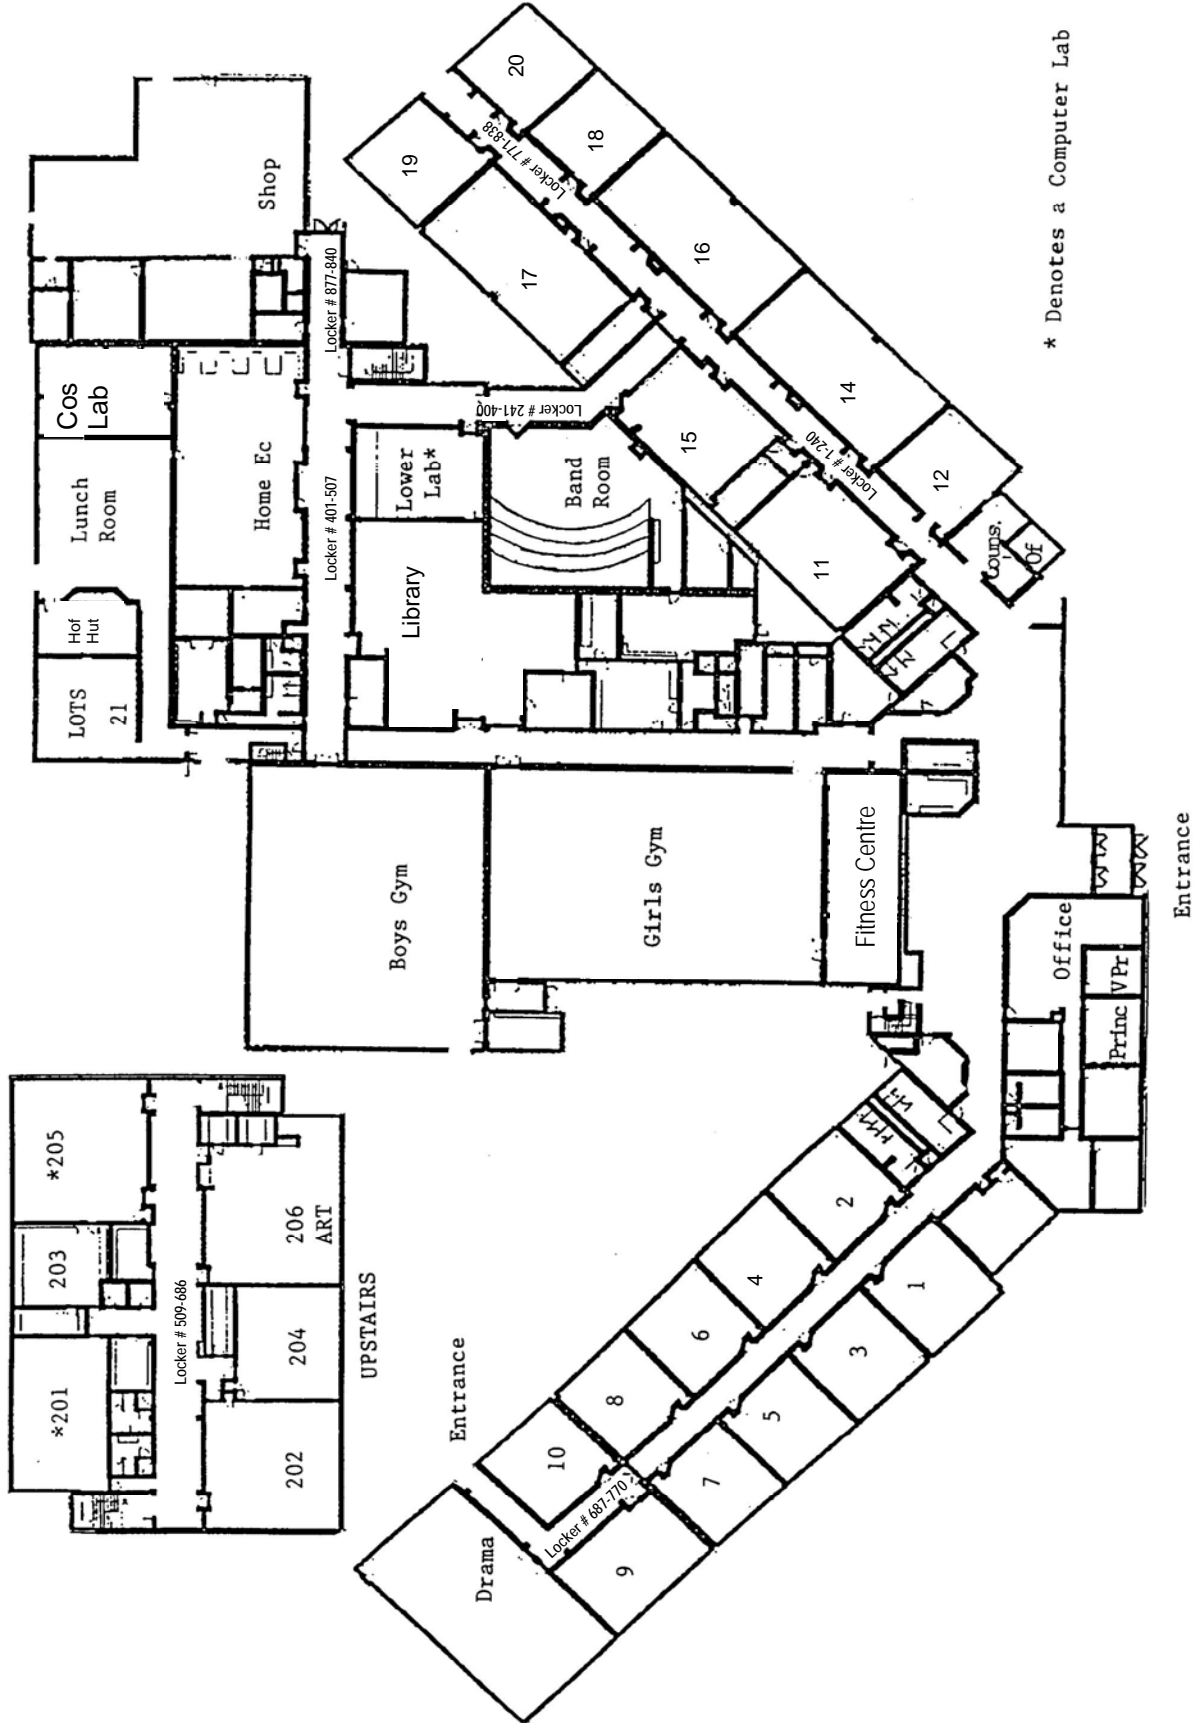 * Denotes a Computer Lab
Shop
Cos
Lab
Lunch
Room
Hof
Hut
LOTS
21
Home Ec
Locker # 877-840
Locker # 401-507
Locker # 241-400
Lower
Lab*
Library
Band
Room
20
19
18
17
16
15
14
12
11
Locker # 771-838
Locker # 1-240
Couns.
Of
Boys Gym
Girls Gym
Fitness Centre
Entrance
Office
VPr
Princ
*205
203
*201
206
ART
204
202
Locker # 509-686
UPSTAIRS
Entrance
2
4
6
8
10
1
3
5
7
9
Locker # 687-770
Drama